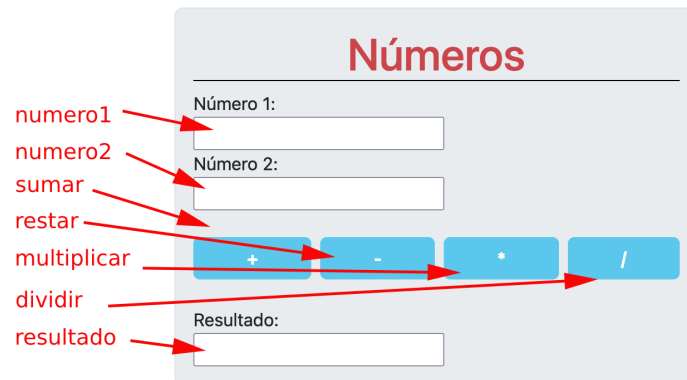 Números
Número 1:
numero1
numero2
Número 2:
sumar
restar
+ - * /
multiplicar
dividir
Resultado:
resultado